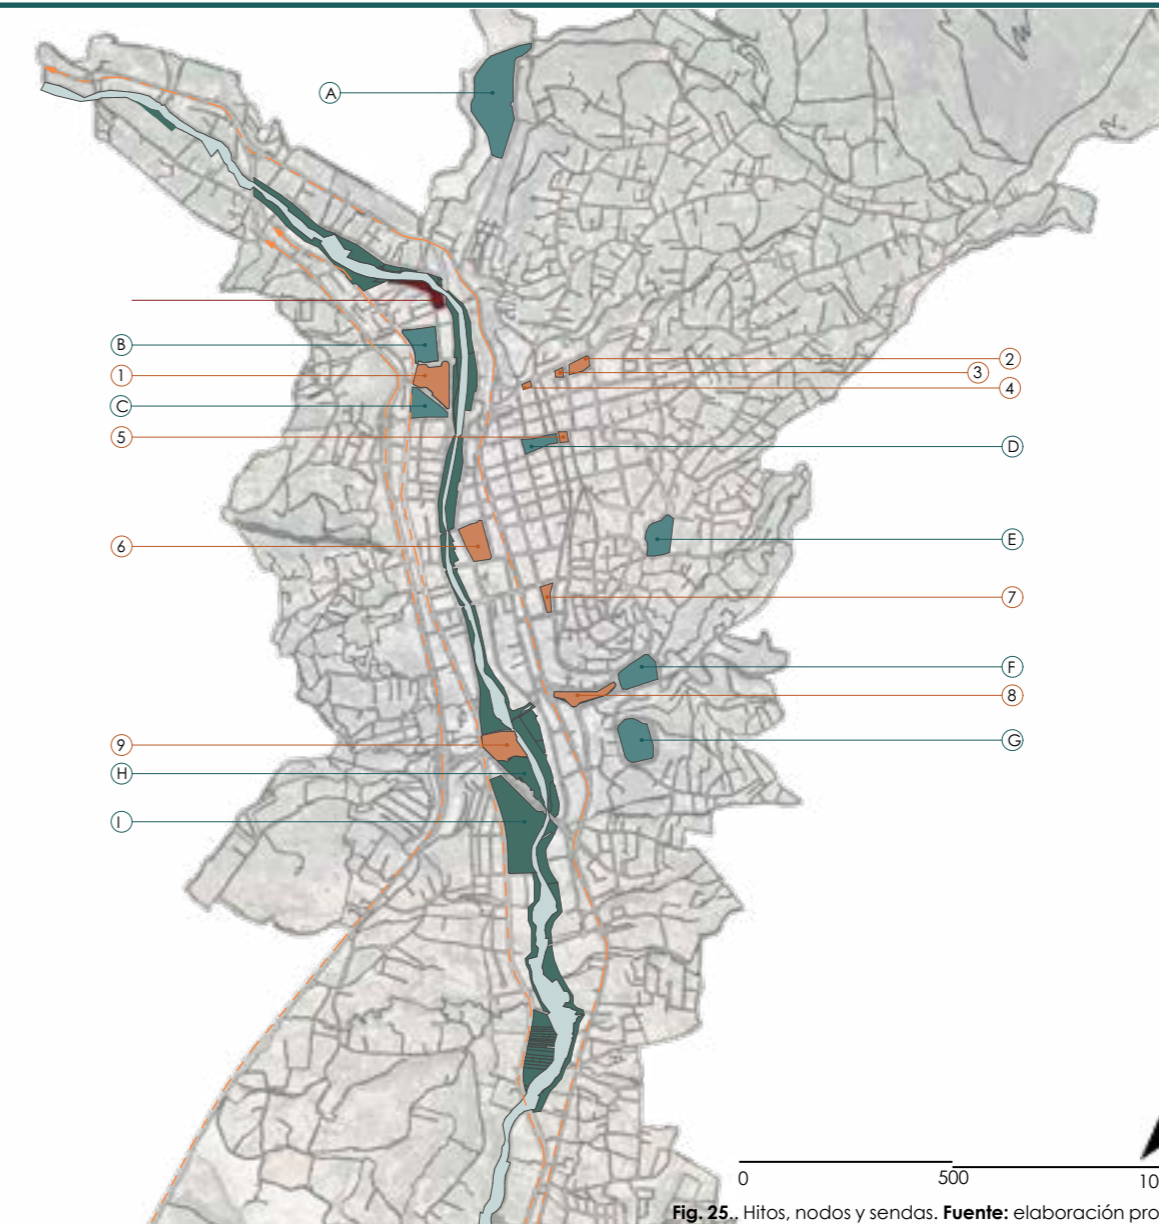 A
B
1
2
3
C
4
5
D
6
E
7
F
8
9
G
H
I
0 500 10
Fig. 25.. Hitos, nodos y sendas. Fuente: elaboración pro